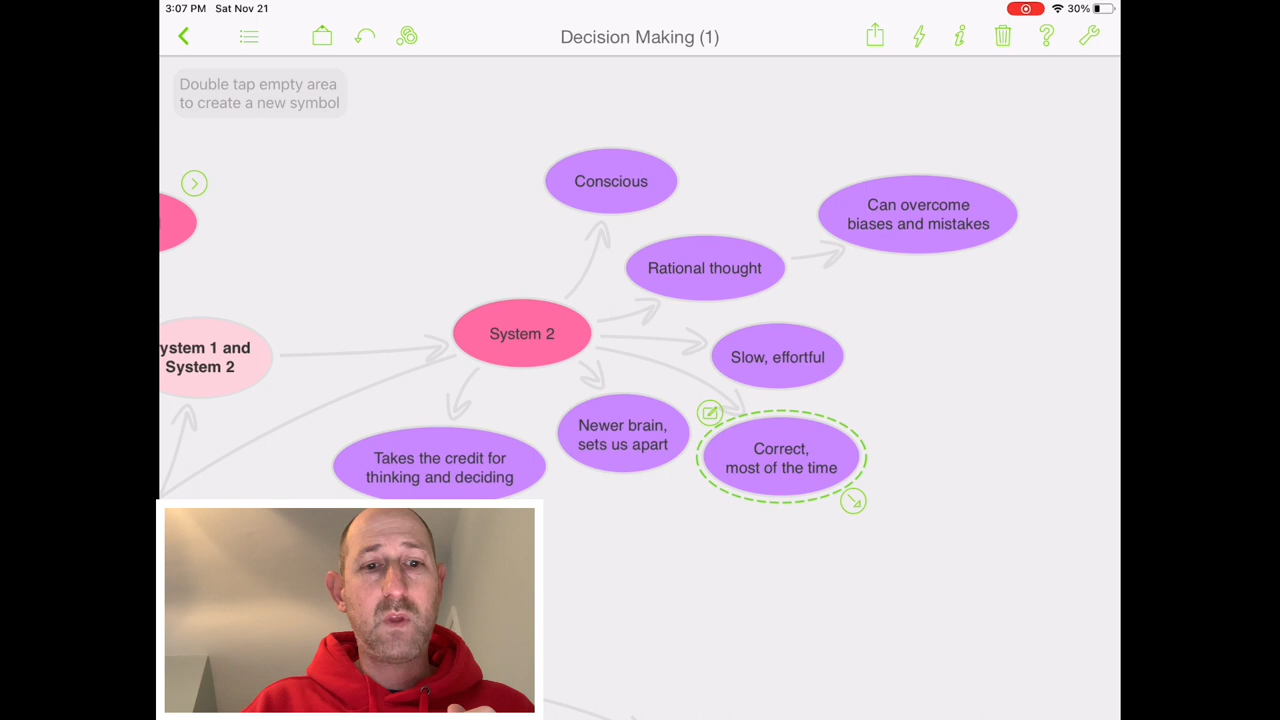 3:07 PM Sat Nov 21
30%
Decision Making (1)
Double tap empty area
to create a new symbol
Conscious
Can overcome
biases and mistakes
Rational thought
System 2
ystem 1 and
System 2
Slow, effortful
Newer brain,
sets us apart
Correct,
most of the time
Takes the credit for
thinking and deciding